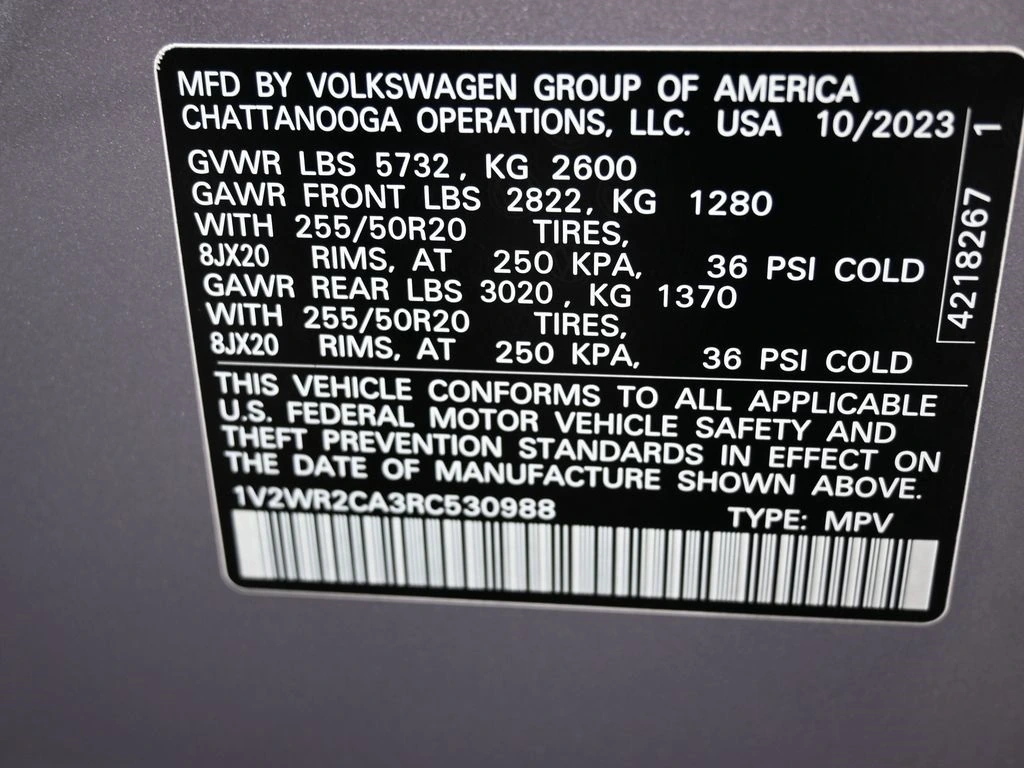 MFD BY VOLKSWAGEN GROUP OF AMERICA
CHATTANOOGA OPERATIONS, LLC. USA 10/2023
GVWR LBS 5732, KG 2600
GAWR FRONT LBS 2822, KG 1280
WITH 255/50R20 TIRES,
8JX20 RIMS, AT 250 KPA, 36 PSI COLD
GAWR REAR LBS 3020, KG 1370
WITH 255/50R20 TIRES,
8JX20 RIMS, AT 250 KPA, 36 PSI COLD
THIS VEHICLE CONFORMS TO ALL APPLICABLE
U.S. FEDERAL MOTOR VEHICLE SAFETY AND
THEFT PREVENTION STANDARDS IN EFFECT ON
THE DATE OF MANUFACTURE SHOWN ABOVE.
1V2WR2CA3RC530988 TYPE: MPV
4218267 1